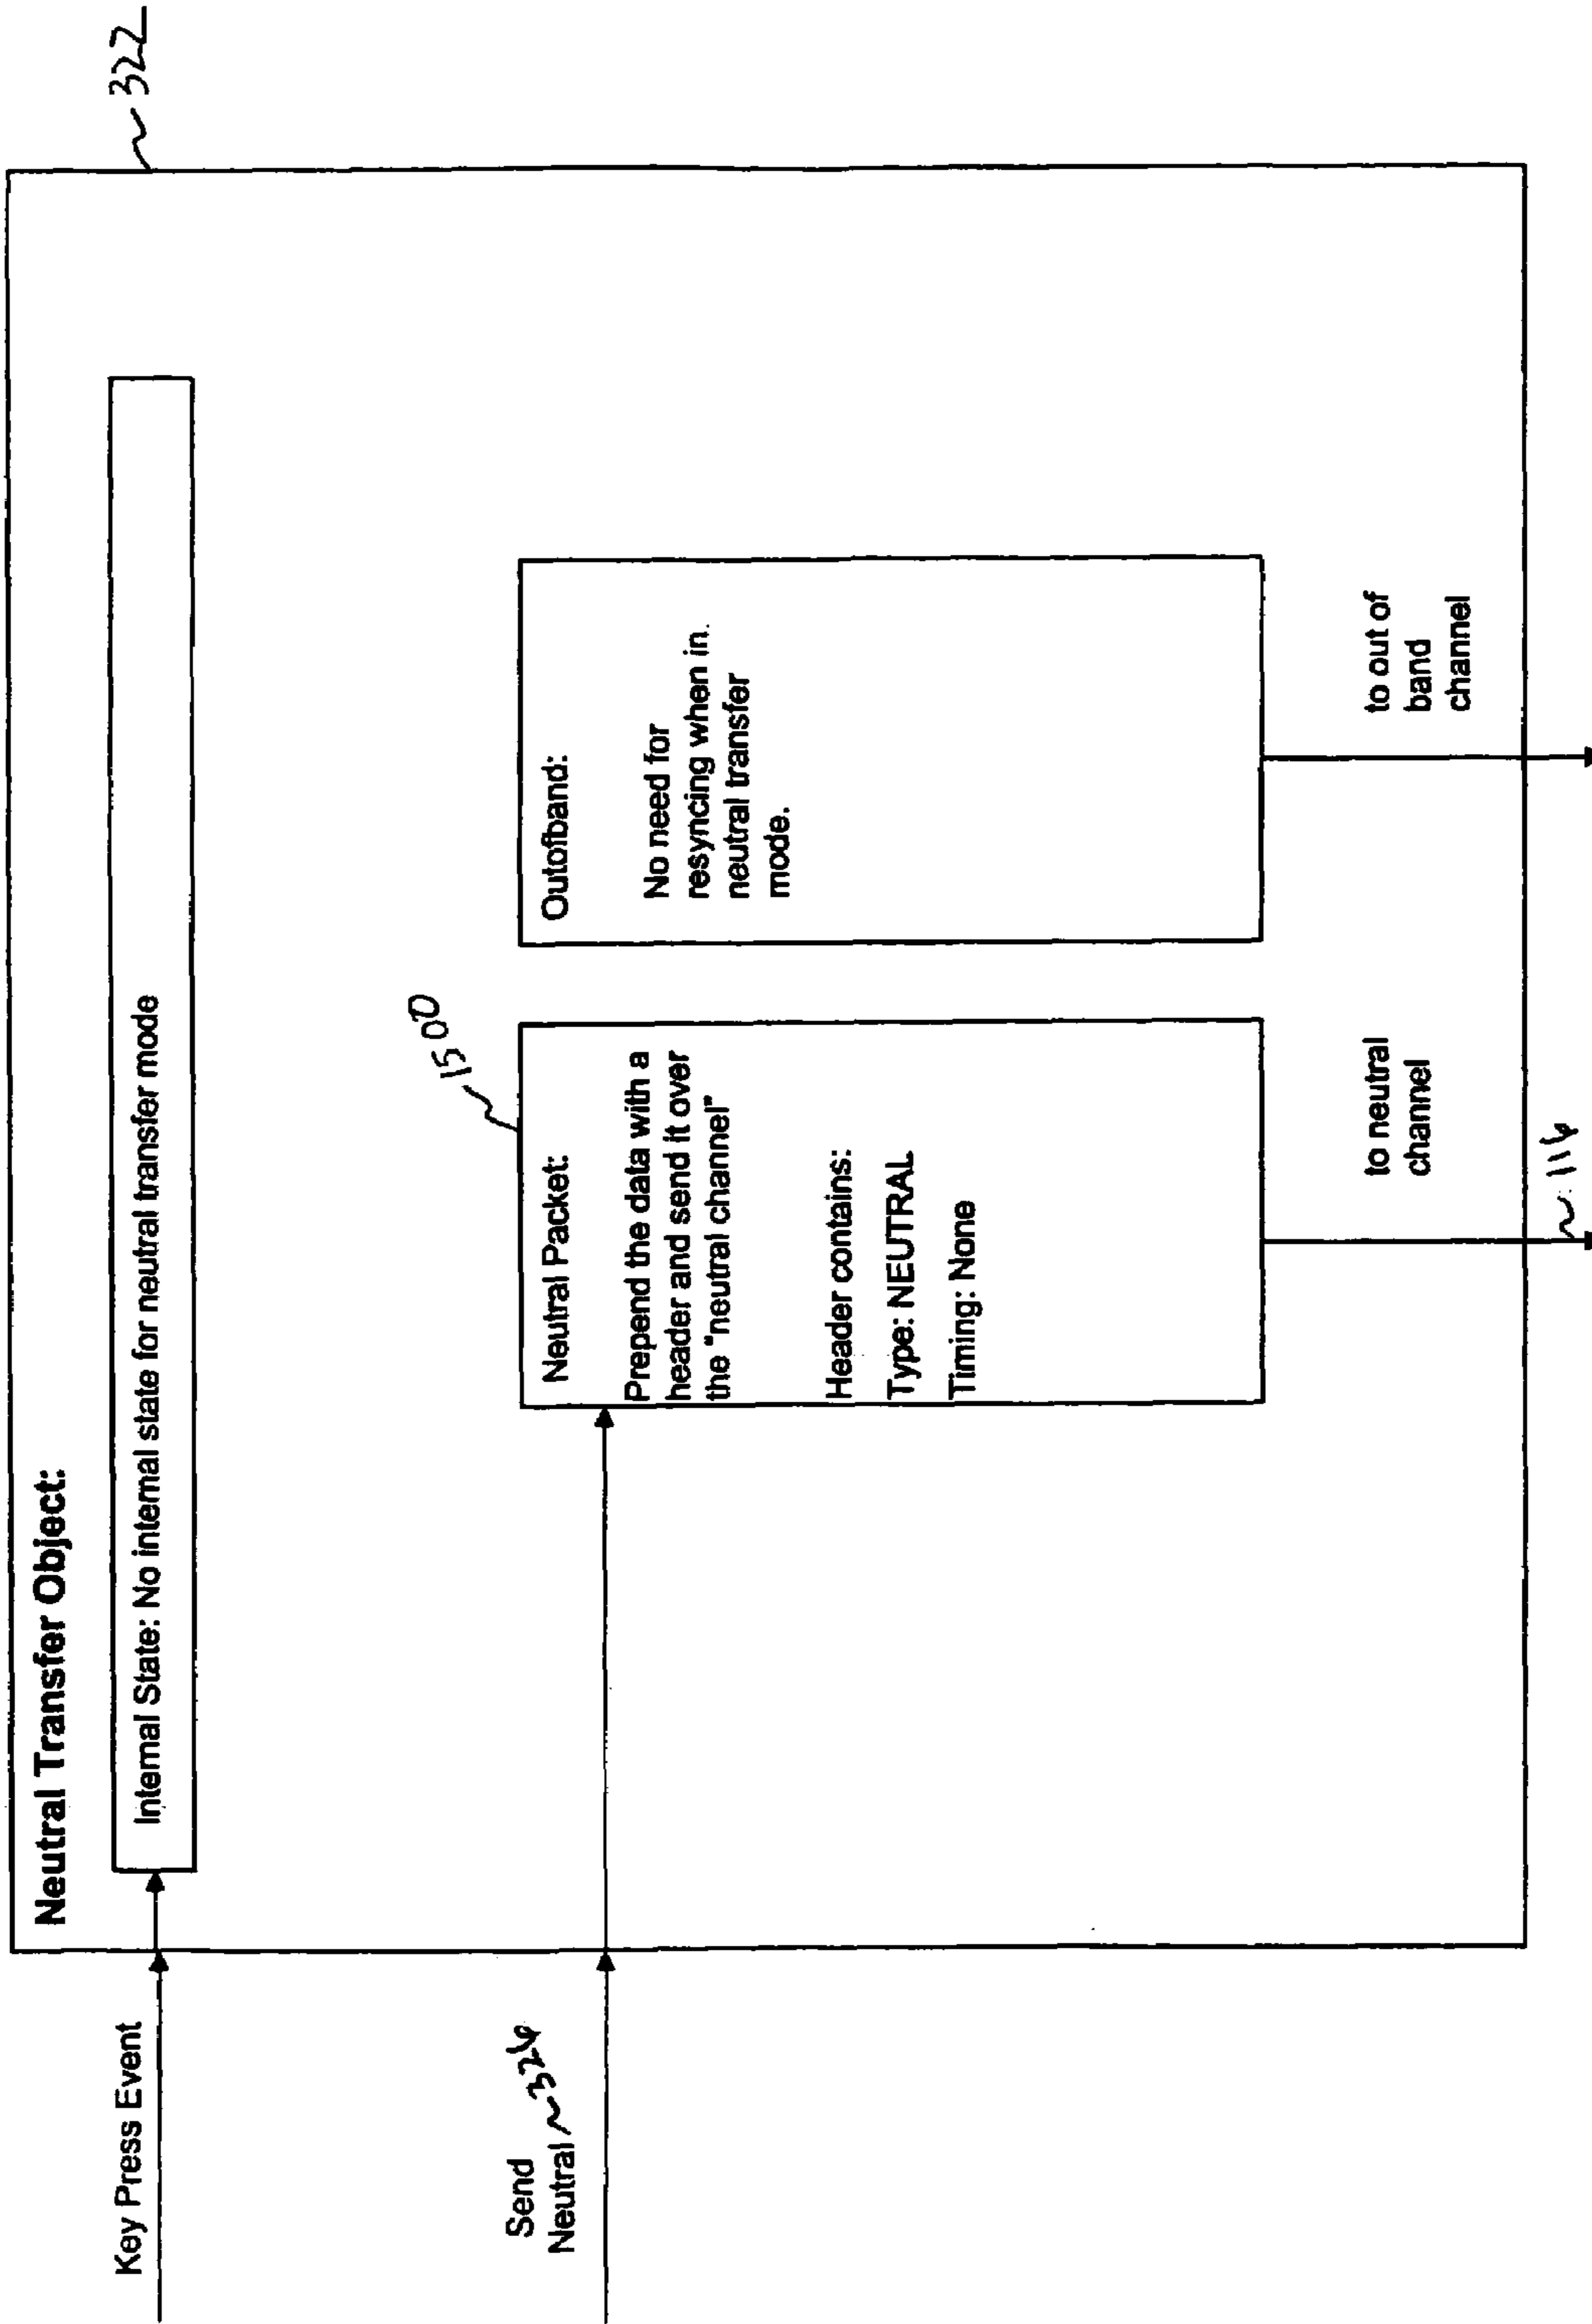 Neutral Transfer Object:
~322
Key Press Event
Internal State: No internal state for neutral transfer mode
Send
Neutral ~326
1500
Neutral Packet:
Prepend the data with a
header and send it over
the "neutral channel"
Header contains:
Type: NEUTRAL
Timing: None
Outofband:
No need for
resyncing when in.
neutral transfer
mode.
to neutral
channel
~116
to out of
band
channel